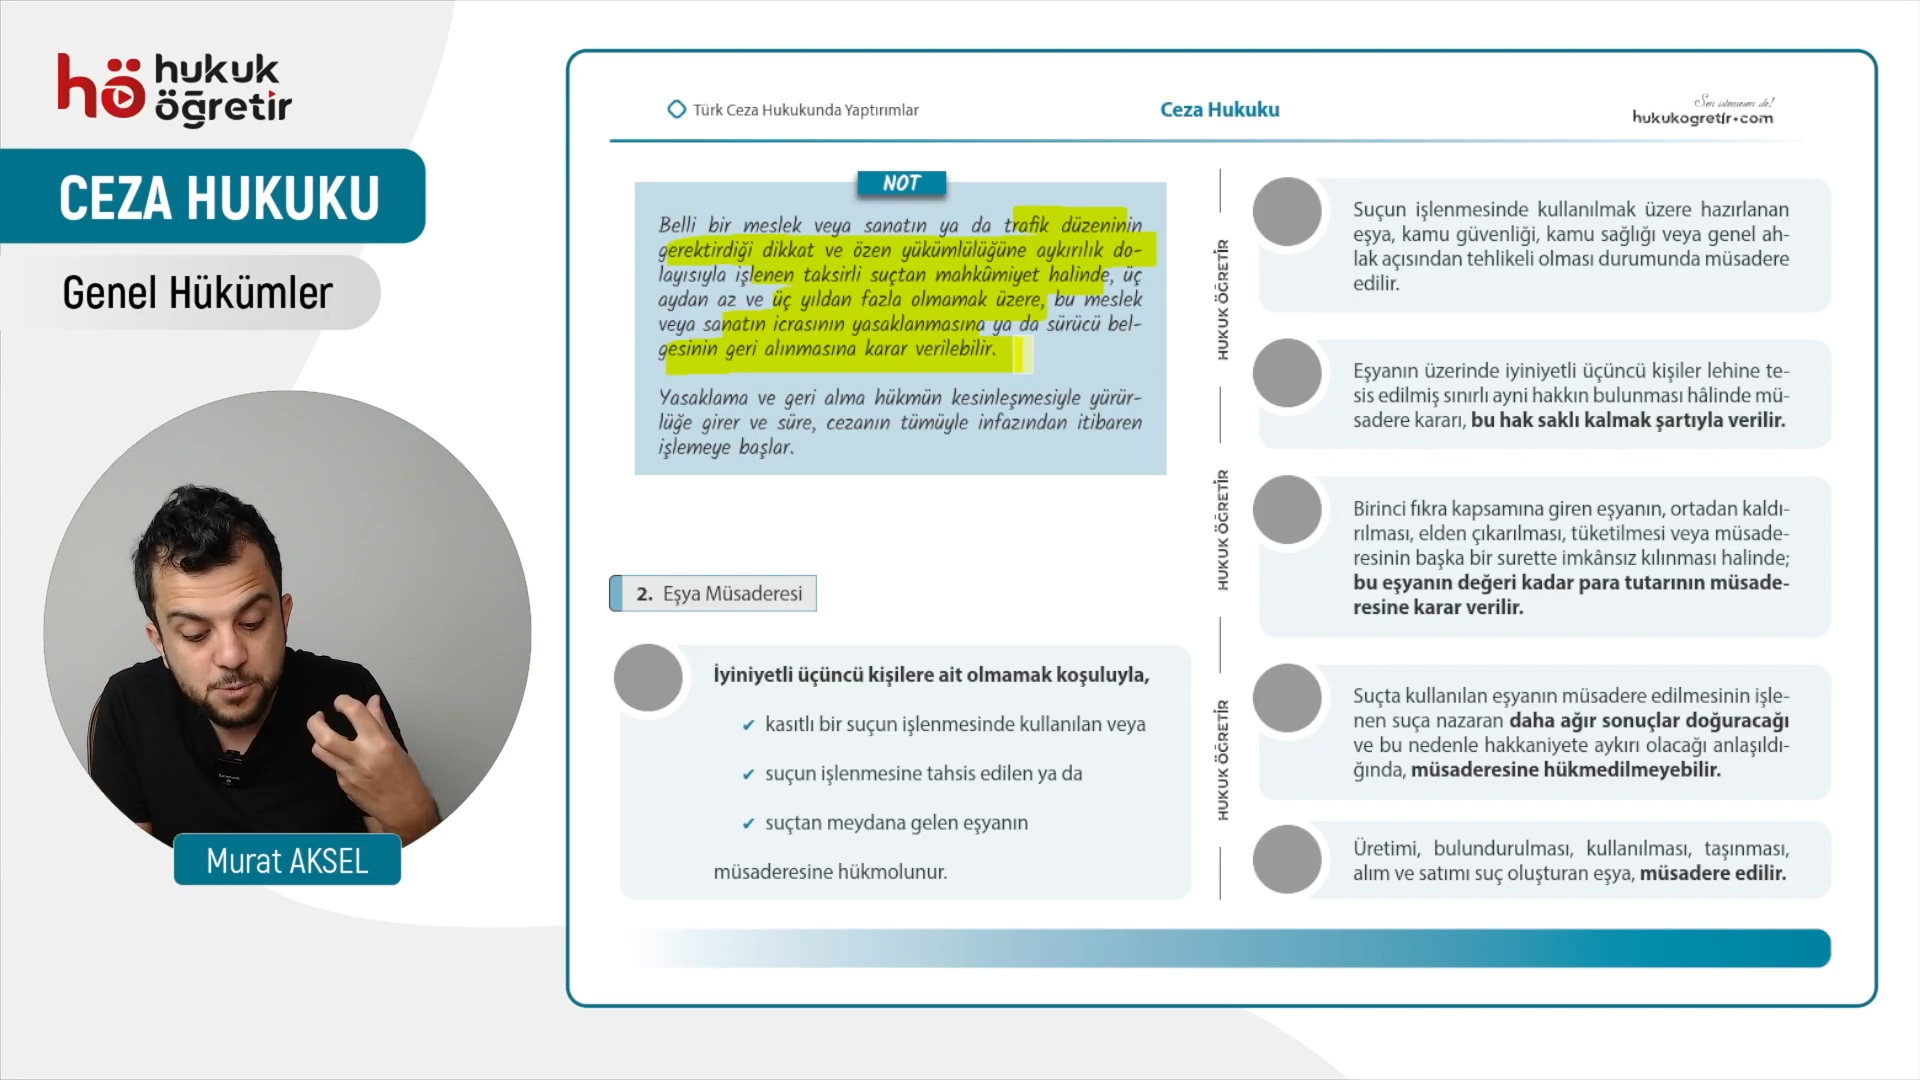 hö hukuk
öğretir
CEZA HUKUKU
Genel Hükümler
Murat AKSEL
Türk Ceza Hukukunda Yaptırımlar
Ceza Hukuku
Sen istemesen de!
hukukogretir•com
NOT
Belli bir meslek veya sanatın ya da trafik düzeninin
gerektirdiği dikkat ve özen yükümlülüğüne aykırılık do-
layısıyla işlenen taksirli suçtan mahkûmiyet halinde, üç
aydan az ve üç yıldan fazla olmamak üzere, bu meslek
veya sanatın icrasının yasaklanmasına ya da sürücü bel-
gesinin geri alınmasına karar verilebilir.
Yasaklama ve geri alma hükmün kesinleşmesiyle yürür-
lüğe girer ve süre, cezanın tümüyle infazından itibaren
işlemeye başlar.
2. Eşya Müsaderesi
İyiniyetli üçüncü kişilere ait olmamak koşuluyla,
✔ kasıtlı bir suçun işlenmesinde kullanılan veya
✔ suçun işlenmesine tahsis edilen ya da
✔ suçtan meydana gelen eşyanın
müsaderesine hükmolunur.
HUKUK ÖĞRETİR
HUKUK ÖĞRETİR
HUKUK ÖĞRETİR
Suçun işlenmesinde kullanılmak üzere hazırlanan
eşya, kamu güvenliği, kamu sağlığı veya genel ah-
lak açısından tehlikeli olması durumunda müsadere
edilir.
Eşyanın üzerinde iyiniyetli üçüncü kişiler lehine te-
sis edilmiş sınırlı ayni hakkın bulunması hâlinde mü-
sadere kararı, bu hak saklı kalmak şartıyla verilir.
Birinci fıkra kapsamına giren eşyanın, ortadan kaldı-
rılması, elden çıkarılması, tüketilmesi veya müsade-
resinin başka bir surette imkânsız kılınması halinde;
bu eşyanın değeri kadar para tutarının müsade-
resine karar verilir.
Suçta kullanılan eşyanın müsadere edilmesinin işle-
nen suça nazaran daha ağır sonuçlar doğuracağı
ve bu nedenle hakkaniyete aykırı olacağı anlaşıldı-
ğında, müsaderesine hükmedilmeyebilir.
Üretimi, bulundurulması, kullanılması, taşınması,
alım ve satımı suç oluşturan eşya, müsadere edilir.